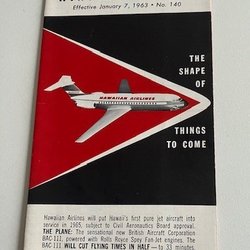 Effective January 7, 1963 • No. 140
THE
SHAPE
OF
HAWAIIAN AIRLINES
THINGS
TO COME
Hawaiian Airlines will put Hawaii's first pure jet aircraft into
service in 1965, subject to Civil Aeronautics Board approval.
THE PLANE: The sensational new British Aircraft Corporation
BAC-111, powered with Rolls Royce Spey Fan-Jet engines. The
BAC-111 WILL CUT FLYING TIMES IN HALF—to 33 minutes